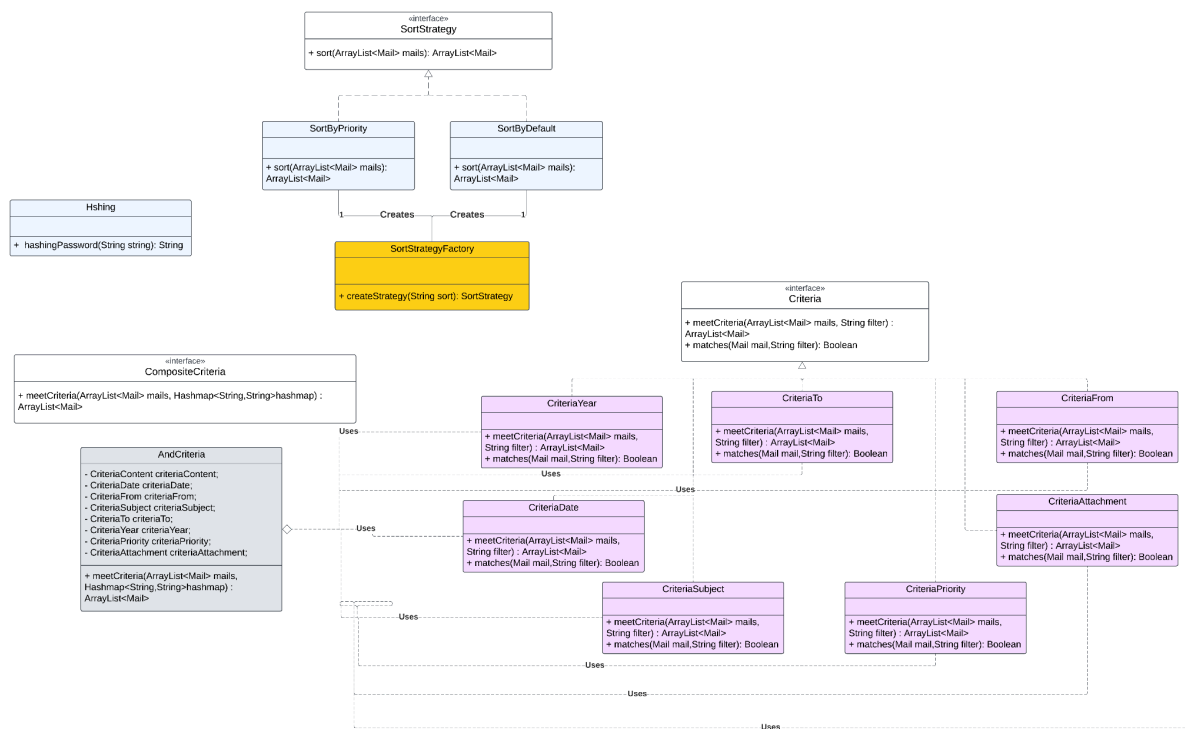 «interface»
SortStrategy
+ sort(ArrayList<Mail> mails): ArrayList<Mail>
SortByPriority
+ sort(ArrayList<Mail> mails):
ArrayList<Mail>
SortByDefault
+ sort(ArrayList<Mail> mails):
ArrayList<Mail>
1
Creates
Creates
1
Hshing
+ hashingPassword(String string): String
SortStrategyFactory
+ createStrategy(String sort): SortStrategy
«interface»
Criteria
+ meetCriteria(ArrayList<Mail> mails, String filter) :
ArrayList<Mail>
+ matches(Mail mail,String filter): Boolean
«interface»
CompositeCriteria
+ meetCriteria(ArrayList<Mail> mails, Hashmap<String,String>hashmap) :
ArrayList<Mail>
CriteriaYear
+ meetCriteria(ArrayList<Mail> mails,
String filter) : ArrayList<Mail>
+ matches(Mail mail,String filter): Boolean
CriteriaTo
+ meetCriteria(ArrayList<Mail> mails,
String filter) : ArrayList<Mail>
+ matches(Mail mail,String filter): Boolean
CriteriaFrom
+ meetCriteria(ArrayList<Mail> mails,
String filter) : ArrayList<Mail>
+ matches(Mail mail,String filter): Boolean
Uses
Uses
Uses
AndCriteria
- CriteriaContent criteriaContent;
- CriteriaDate criteriaDate;
- CriteriaFrom criteriaFrom;
- CriteriaSubject criteriaSubject;
- CriteriaTo criteriaTo;
- CriteriaYear criteriaYear;
- CriteriaPriority criteriaPriority;
- CriteriaAttachment criteriaAttachment;
+ meetCriteria(ArrayList<Mail> mails,
Hashmap<String,String>hashmap) :
ArrayList<Mail>
Uses
CriteriaDate
+ meetCriteria(ArrayList<Mail> mails,
String filter) : ArrayList<Mail>
+ matches(Mail mail,String filter): Boolean
CriteriaAttachment
+ meetCriteria(ArrayList<Mail> mails,
String filter) : ArrayList<Mail>
+ matches(Mail mail,String filter): Boolean
CriteriaSubject
+ meetCriteria(ArrayList<Mail> mails,
String filter) : ArrayList<Mail>
+ matches(Mail mail,String filter): Boolean
CriteriaPriority
+ meetCriteria(ArrayList<Mail> mails,
String filter) : ArrayList<Mail>
+ matches(Mail mail,String filter): Boolean
Uses
Uses
Uses
Uses